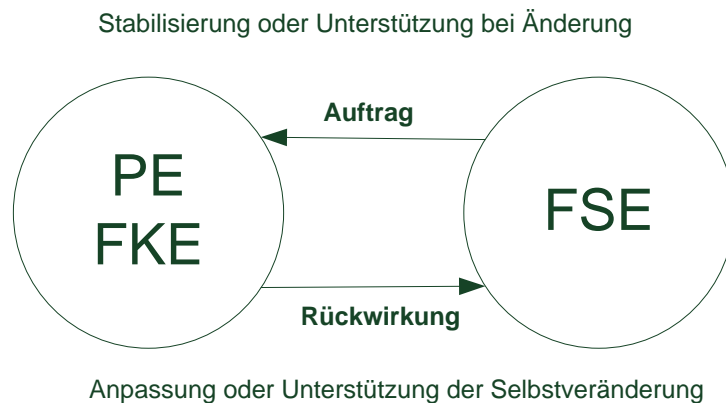 Stabilisierung oder Unterstützung bei Änderung
Auftrag
PE
FKE
FSE
Rückwirkung
Anpassung oder Unterstützung der Selbstveränderung